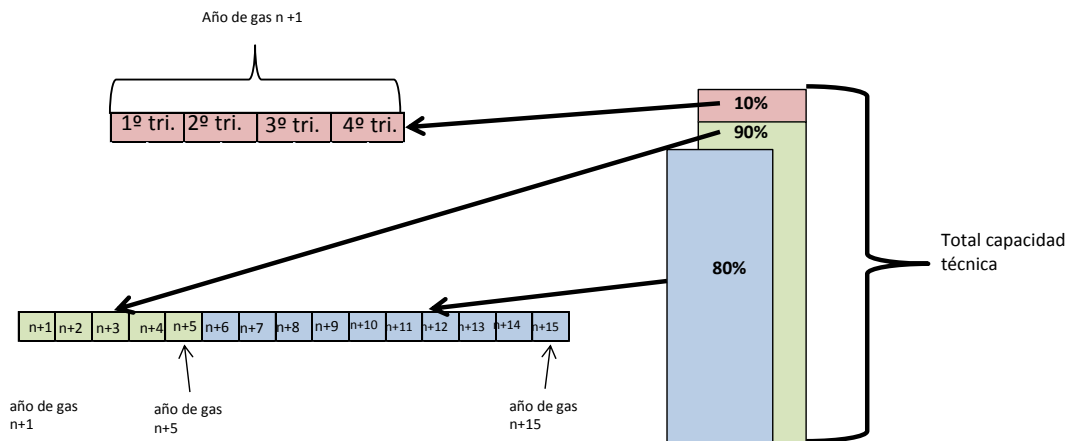 Año de gas n +1
1º tri. 2º tri. 3º tri. 4º tri.
10%
90%
80%
Total capacidad
técnica
n+1 n+2 n+3 n+4 n+5 n+6 n+7 n+8 n+9 n+10 n+11 n+12 n+13 n+14 n+15
año de gas
n+1
año de gas
n+5
año de gas
n+15